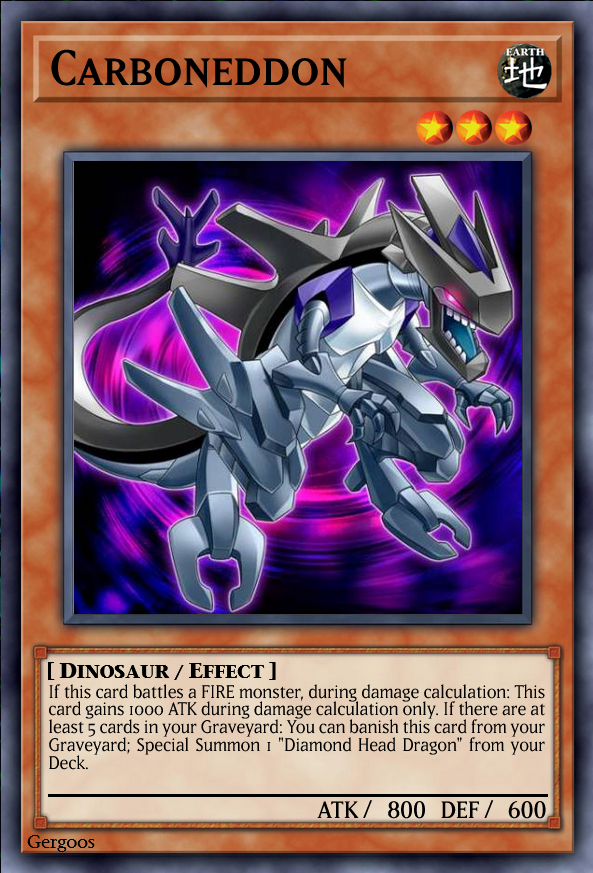 Carboneddon
EARTH
地
[ Dinosaur / Effect ]
If this card battles a FIRE monster, during damage calculation: This
card gains 1000 ATK during damage calculation only. If there are at
least 5 cards in your Graveyard: You can banish this card from your
Graveyard; Special Summon 1 "Diamond Head Dragon" from your
Deck.
ATK / 800 DEF / 600
Gergoos